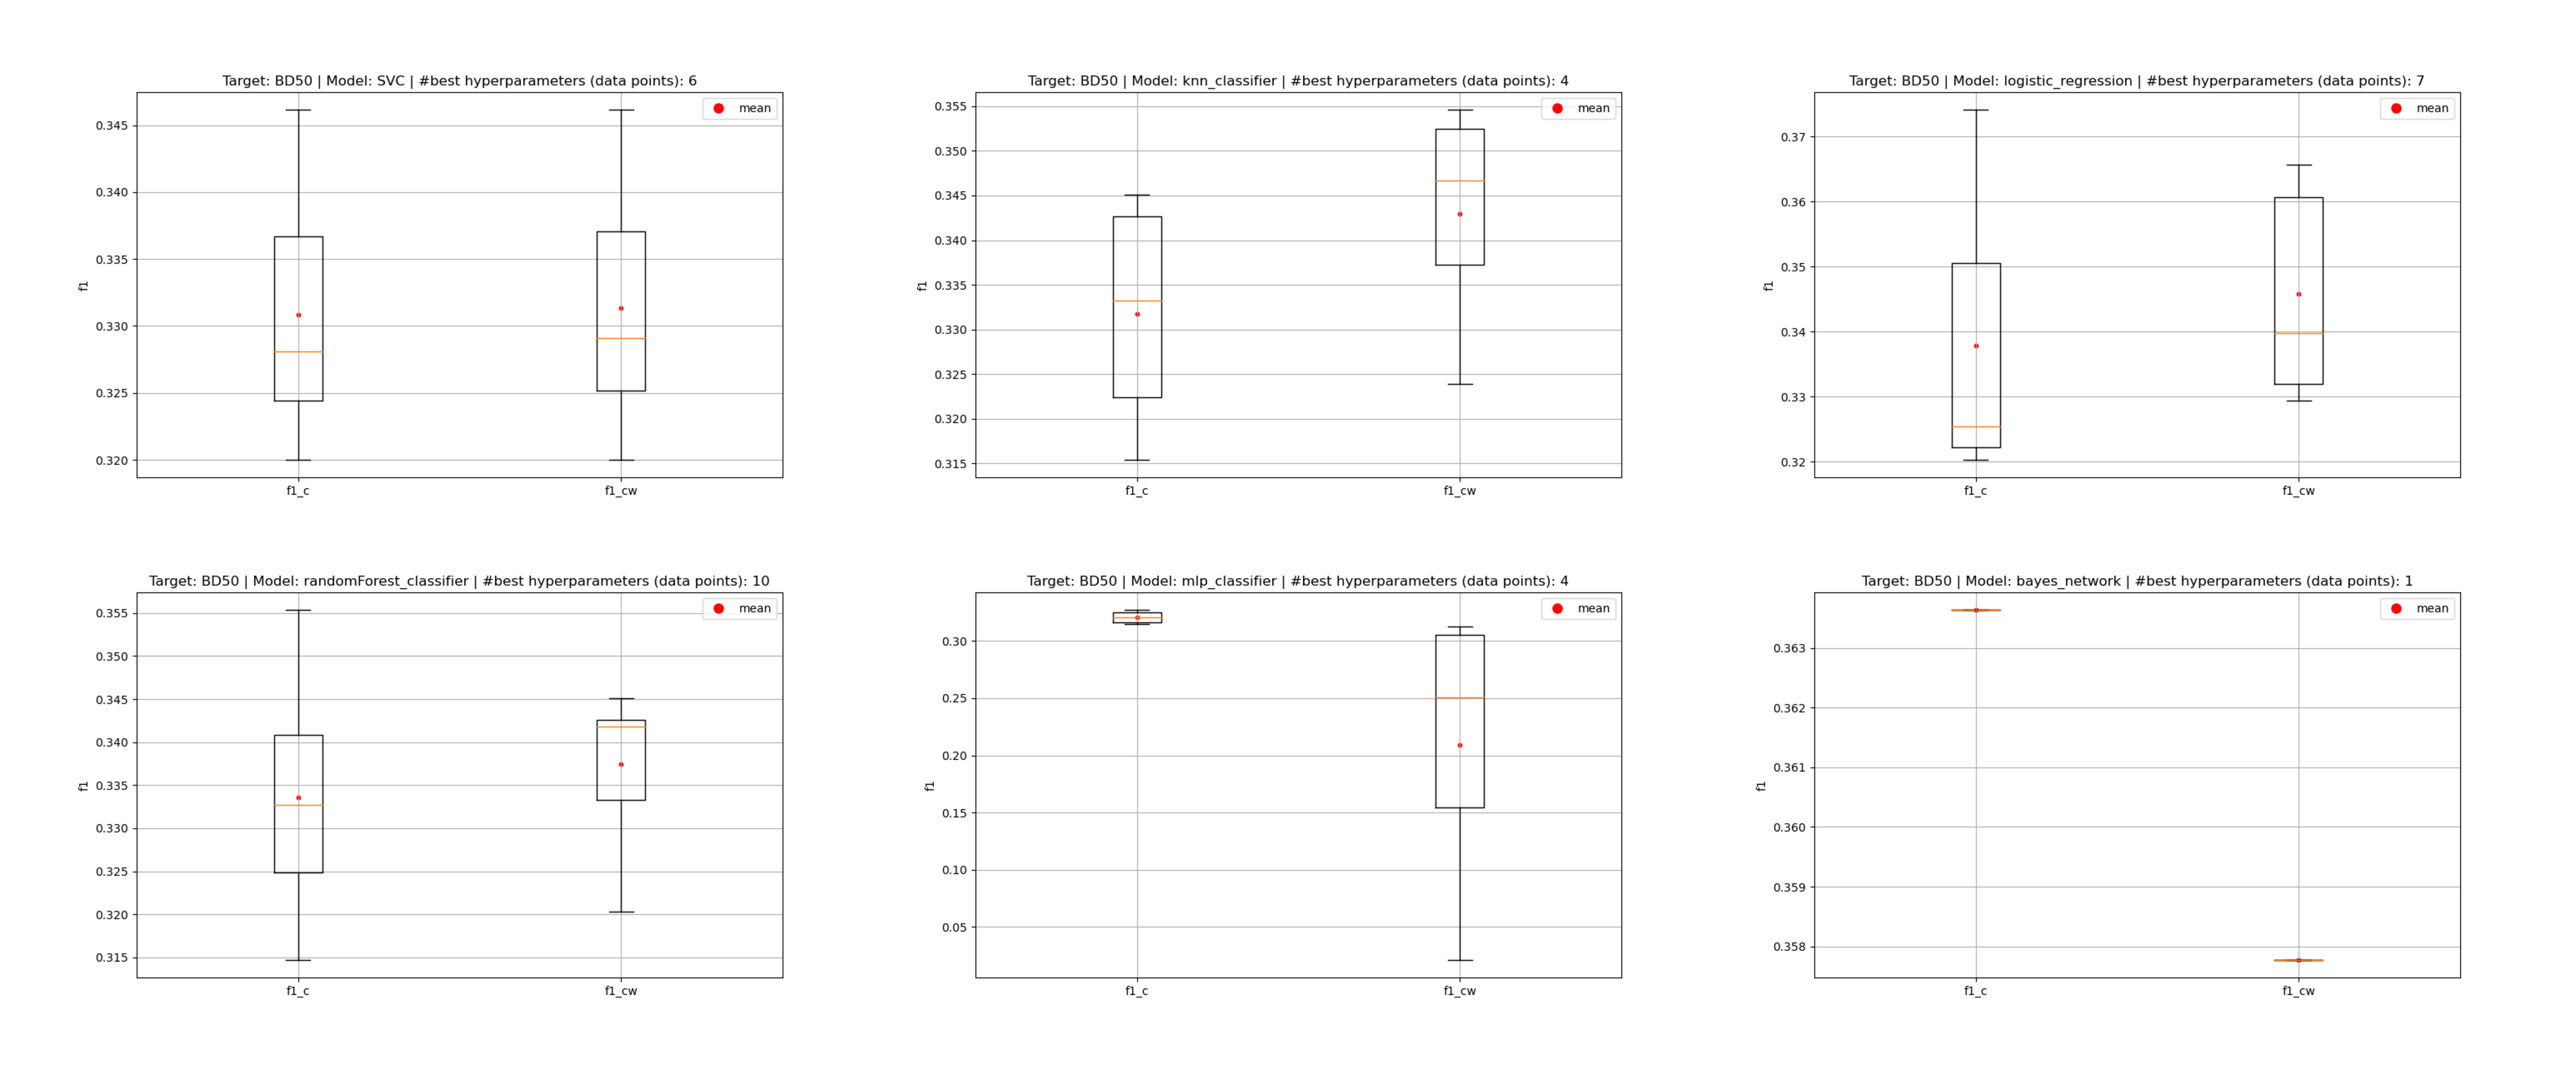 Target: BD50 | Model: SVC | #best hyperparameters (data points): 6
mean
0.345
0.340
0.335
0.330
0.325
0.320
f1
f1_c
f1_cw
Target: BD50 | Model: knn_classifier | #best hyperparameters (data points): 4
mean
0.355
0.350
0.345
0.340
0.335
0.330
0.325
0.320
0.315
f1
f1_c
f1_cw
Target: BD50 | Model: logistic_regression | #best hyperparameters (data points): 7
mean
0.37
0.36
0.35
0.34
0.33
0.32
f1
f1_c
f1_cw
Target: BD50 | Model: randomForest_classifier | #best hyperparameters (data points): 10
mean
0.355
0.350
0.345
0.340
0.335
0.330
0.325
0.320
0.315
f1
f1_c
f1_cw
Target: BD50 | Model: mlp_classifier | #best hyperparameters (data points): 4
mean
0.30
0.25
0.20
0.15
0.10
0.05
f1
f1_c
f1_cw
Target: BD50 | Model: bayes_network | #best hyperparameters (data points): 1
mean
0.363
0.362
0.361
0.360
0.359
0.358
f1
f1_c
f1_cw